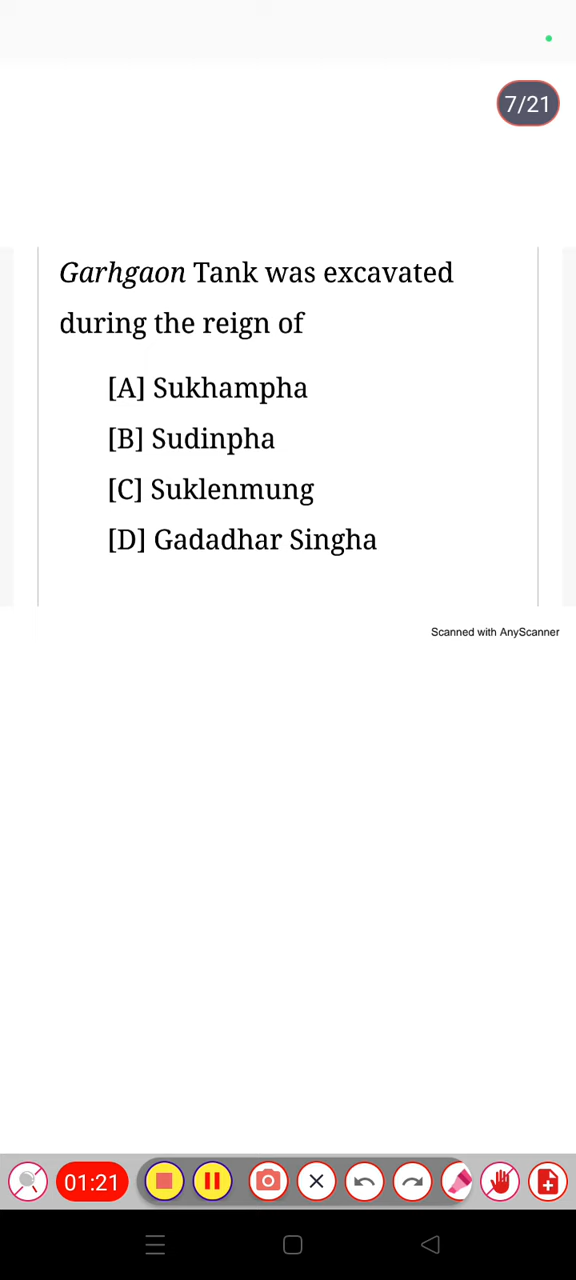 7/21
Garhgaon Tank was excavated
during the reign of
[A] Sukhampha
[B] Sudinpha
[C] Suklenmung
[D] Gadadhar Singha
Scanned with AnyScanner
01:21